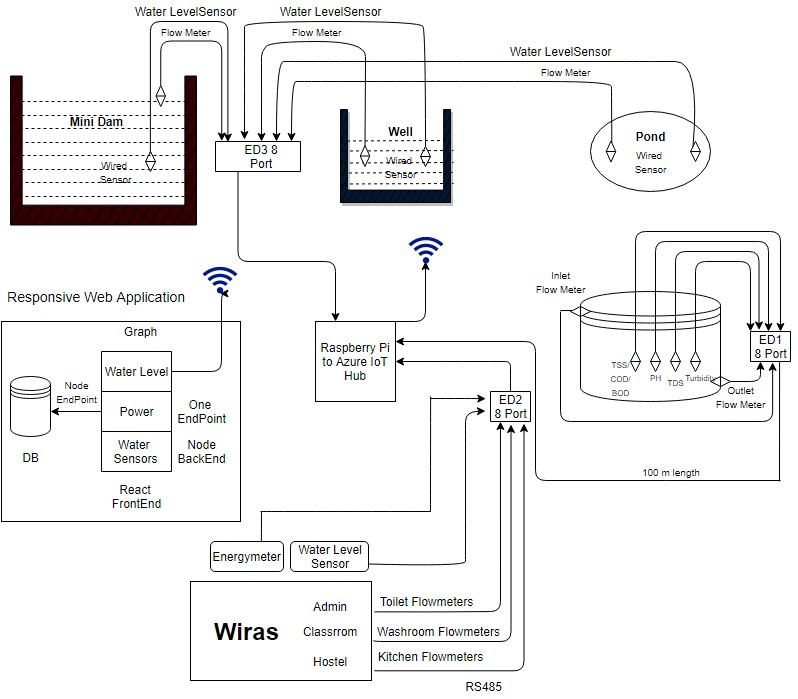 Water LevelSensor
Flow Meter
Water LevelSensor
Flow Meter
Water LevelSensor
Flow Meter
Mini Dam
Wired
Sensor
ED3 8
Port
Well
Wired
Sensor
Pond
Wired
Sensor
Inlet
Flow Meter
ED1
8 Port
TSS/
COD/
BOD
PH
TDS
Turbidity
Outlet
Flow Meter
100 m length
Raspberry Pi
to Azure IoT
Hub
ED2
8 Port
Responsive Web Application
Graph
Water Level
Node
EndPoint
Power
One
EndPoint
Water
Sensors
Node
BackEnd
DB
React
FrontEnd
Energymeter
Water Level
Sensor
Wiras
Admin
Classrrom
Hostel
Toilet Flowmeters
Washroom Flowmeters
Kitchen Flowmeters
RS485